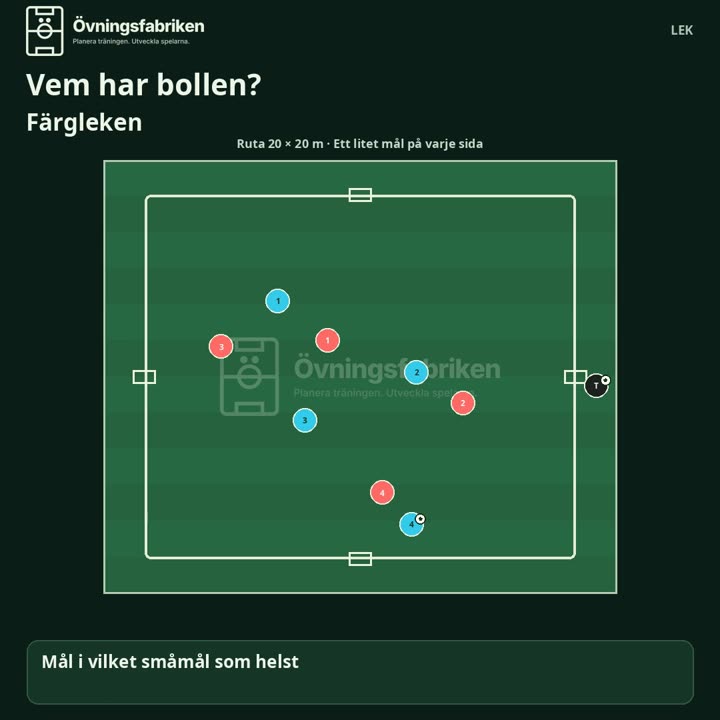 Övningsfabriken
Planera träningen. Utveckla spelarna.
LEK
Vem har bollen?
Färgleken
Ruta 20 × 20 m · Ett litet mål på varje sida
1
3
1
2
2
3
4
4
T
Övningsfabriken
Planera träningen. Utveckla spelarna.
Mål i vilket småmål som helst